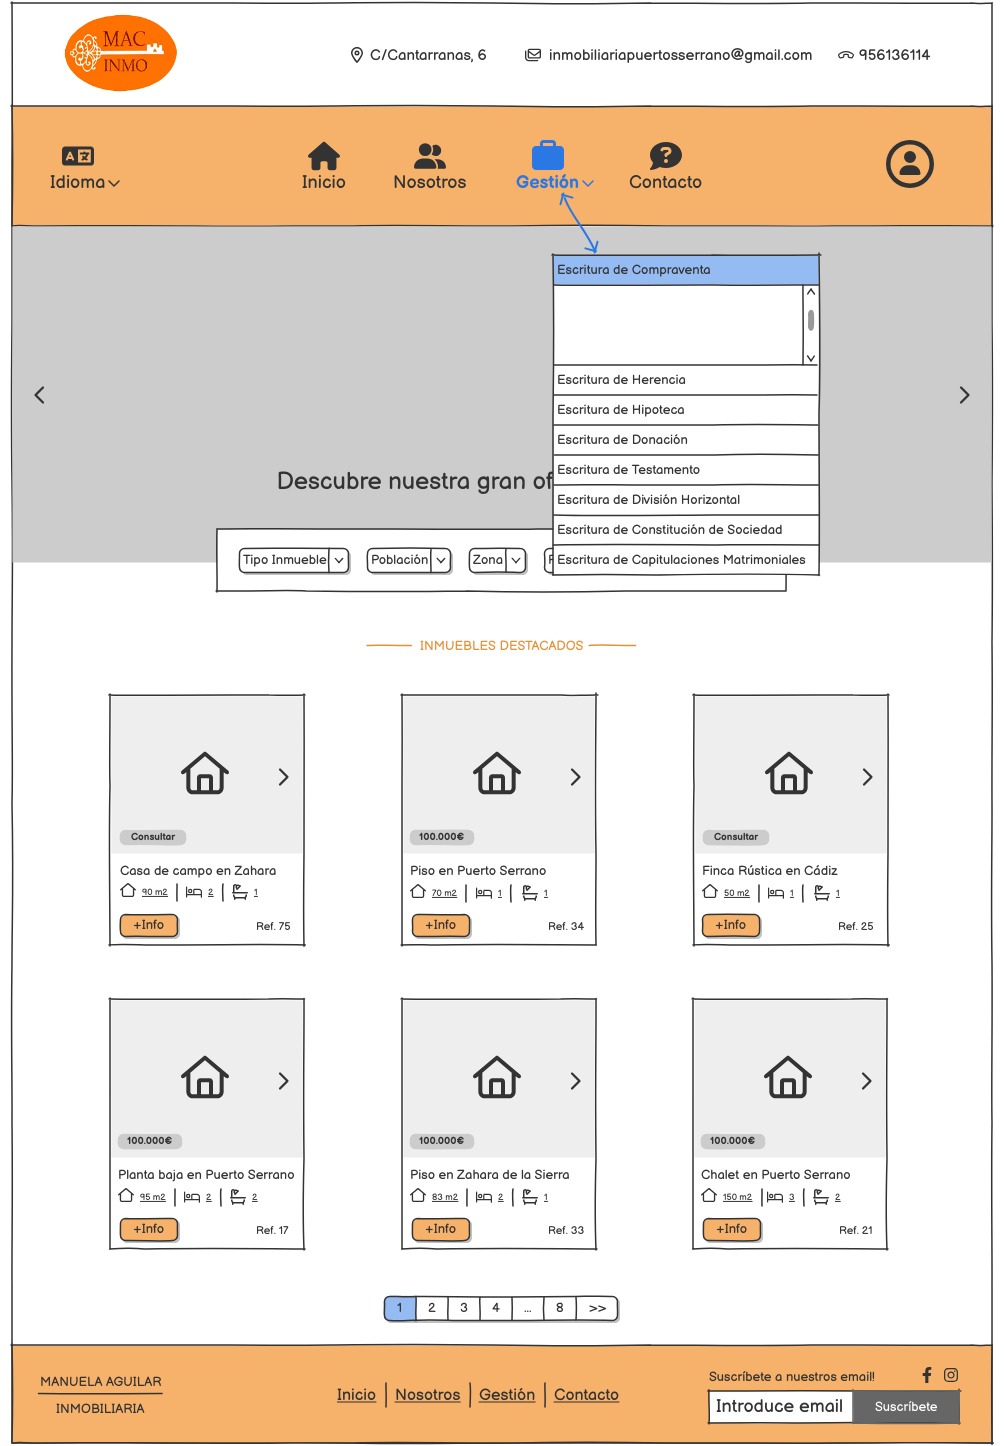 MAC
INMO
C/Cantarranas, 6
inmobiliariapuertosserrano@gmail.com
956136114
Idioma
Inicio
Nosotros
Gestión
Contacto
Escritura de Compraventa
Escritura de Herencia
Escritura de Hipoteca
Escritura de Donación
Escritura de Testamento
Escritura de División Horizontal
Escritura de Constitución de Sociedad
Escritura de Capitulaciones Matrimoniales
Descubre nuestra gran of
Tipo Inmueble
Población
Zona
INMUEBLES DESTACADOS
Consultar
Casa de campo en Zahara
90 m2 2 1
+Info Ref. 75
100.000€
Piso en Puerto Serrano
70 m2 1 1
+Info Ref. 34
Consultar
Finca Rústica en Cádiz
50 m2 1 1
+Info Ref. 25
100.000€
Planta baja en Puerto Serrano
95 m2 2 2
+Info Ref. 17
100.000€
Piso en Zahara de la Sierra
83 m2 2 1
+Info Ref. 33
100.000€
Chalet en Puerto Serrano
150 m2 3 2
+Info Ref. 21
1 2 3 4 ... 8 >>
MANUELA AGUILAR
INMOBILIARIA
Inicio | Nosotros | Gestión | Contacto
Suscríbete a nuestros email!
Introduce email Suscríbete